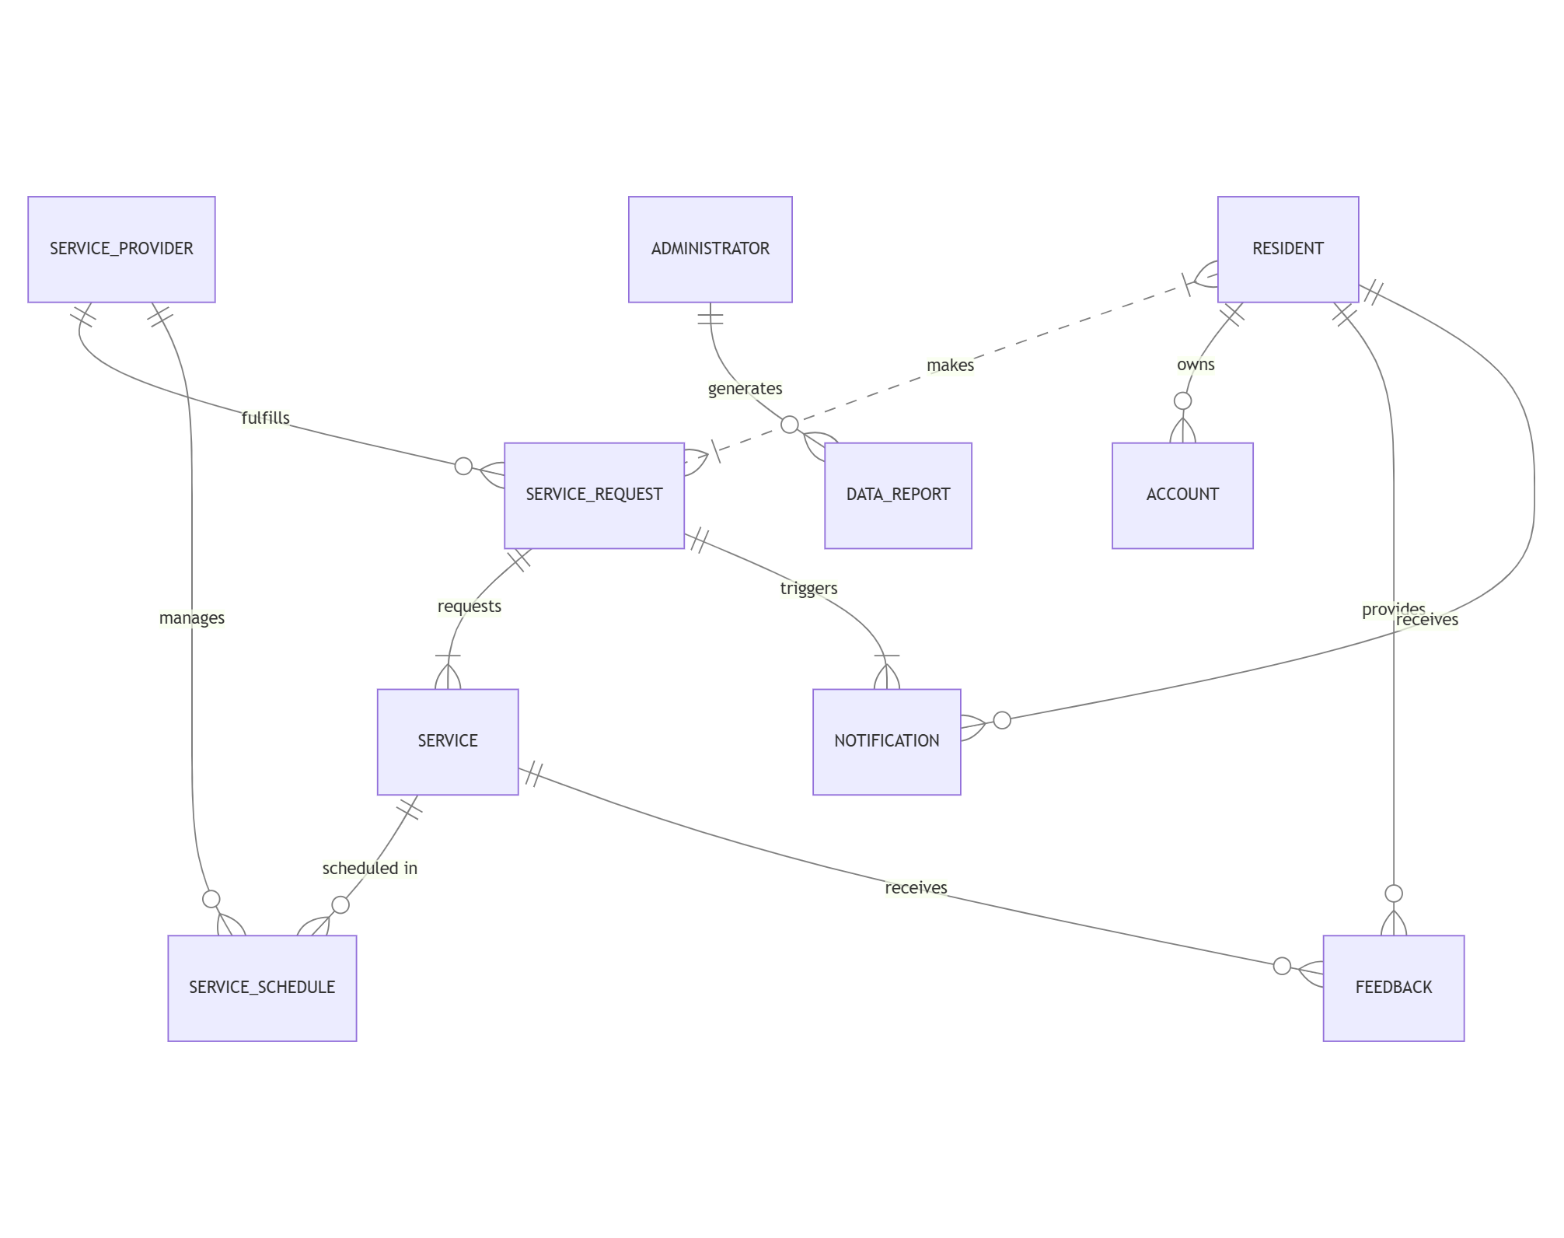 SERVICE_PROVIDER
ADMINISTRATOR
RESIDENT
makes
owns
generates
fulfills
SERVICE_REQUEST
DATA_REPORT
ACCOUNT
triggers
requests
provides
manages
receives
SERVICE
NOTIFICATION
scheduled in
receives
SERVICE_SCHEDULE
FEEDBACK